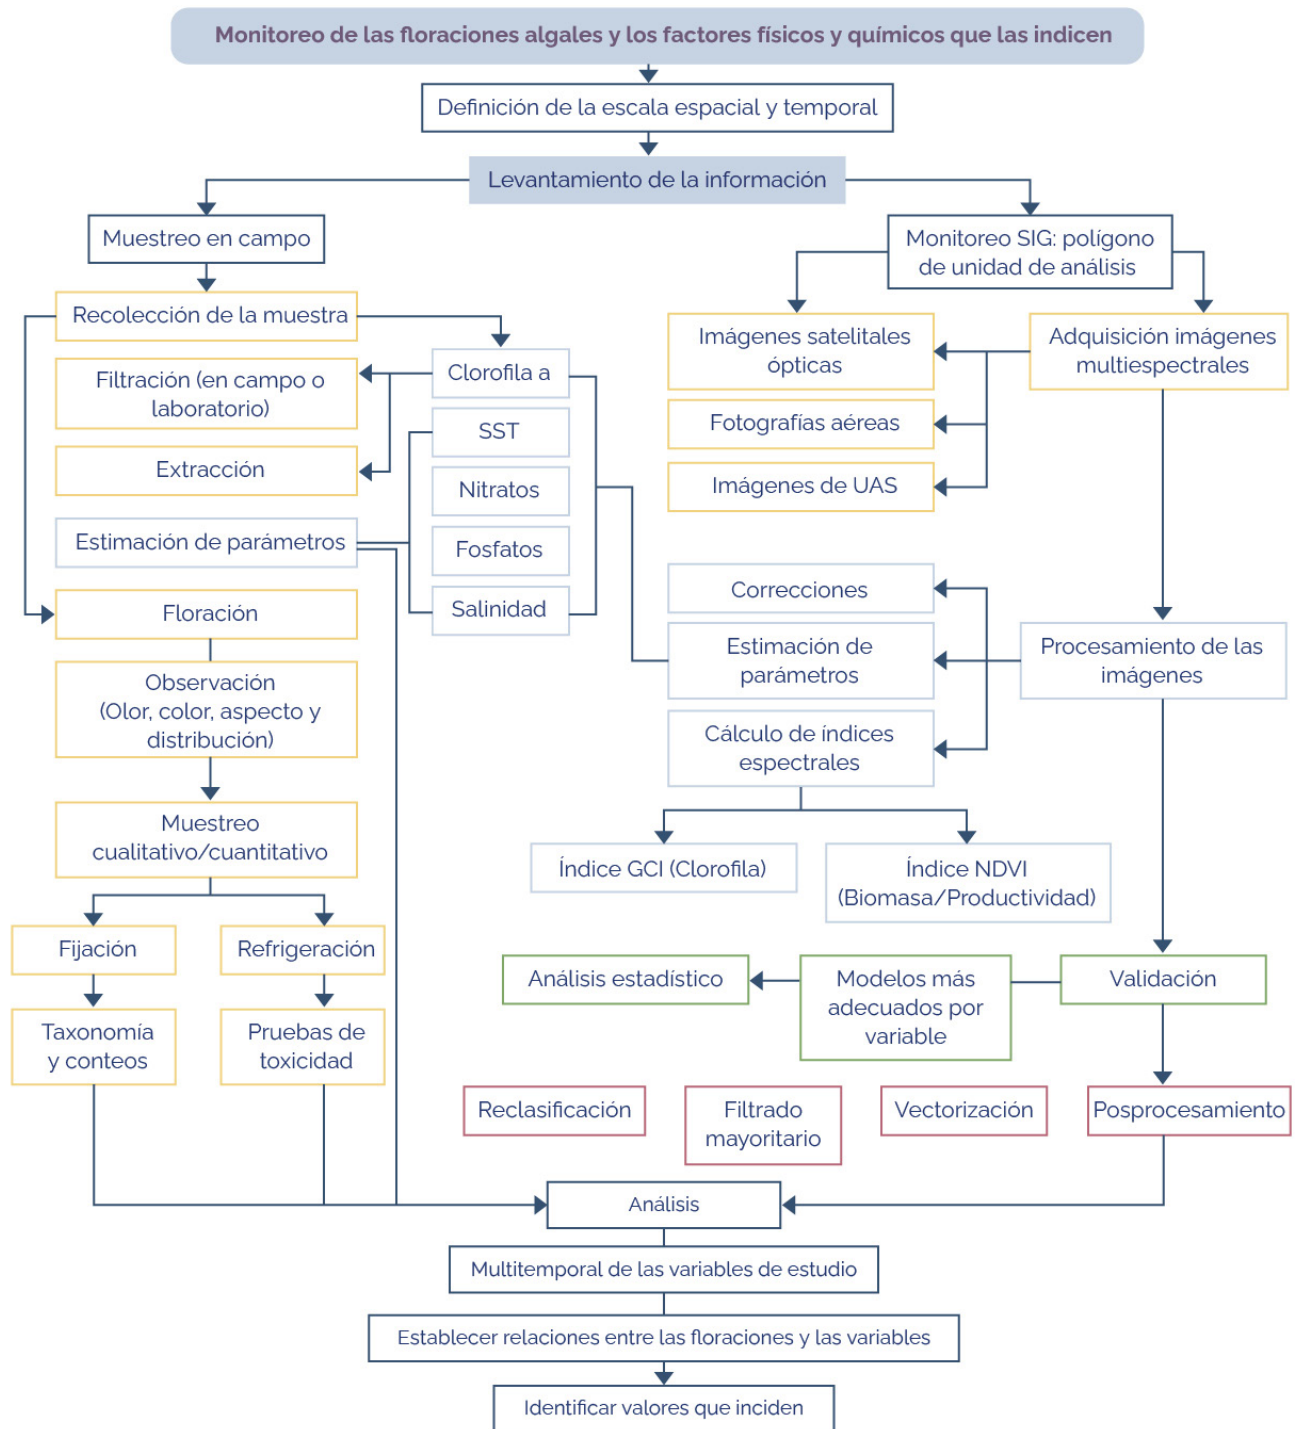 Monitoreo de las floraciones algales y los factores físicos y químicos que las indicen
Definición de la escala espacial y temporal
Levantamiento de la información
Muestreo en campo
Recolección de la muestra
Filtración (en campo o
laboratorio)
Extracción
Clorofila a
SST
Nitratos
Fosfatos
Salinidad
Estimación de parámetros
Floración
Observación
(Olor, color, aspecto y
distribución)
Muestreo
cualitativo/cuantitativo
Fijación
Refrigeración
Taxonomía
y conteos
Pruebas de
toxicidad
Monitoreo SIG: polígono
de unidad de análisis
Imágenes satelitales
ópticas
Adquisición imágenes
multiespectrales
Fotografías aéreas
Imágenes de UAS
Correcciones
Estimación de
parámetros
Procesamiento de las
imágenes
Cálculo de índices
espectrales
Índice GCI (Clorofila)
Índice NDVI
(Biomasa/Productividad)
Análisis estadístico
Modelos más
adecuados por
variable
Validación
Reclasificación
Filtrado
mayoritario
Vectorización
Posprocesamiento
Análisis
Multitemporal de las variables de estudio
Establecer relaciones entre las floraciones y las variables
Identificar valores que inciden